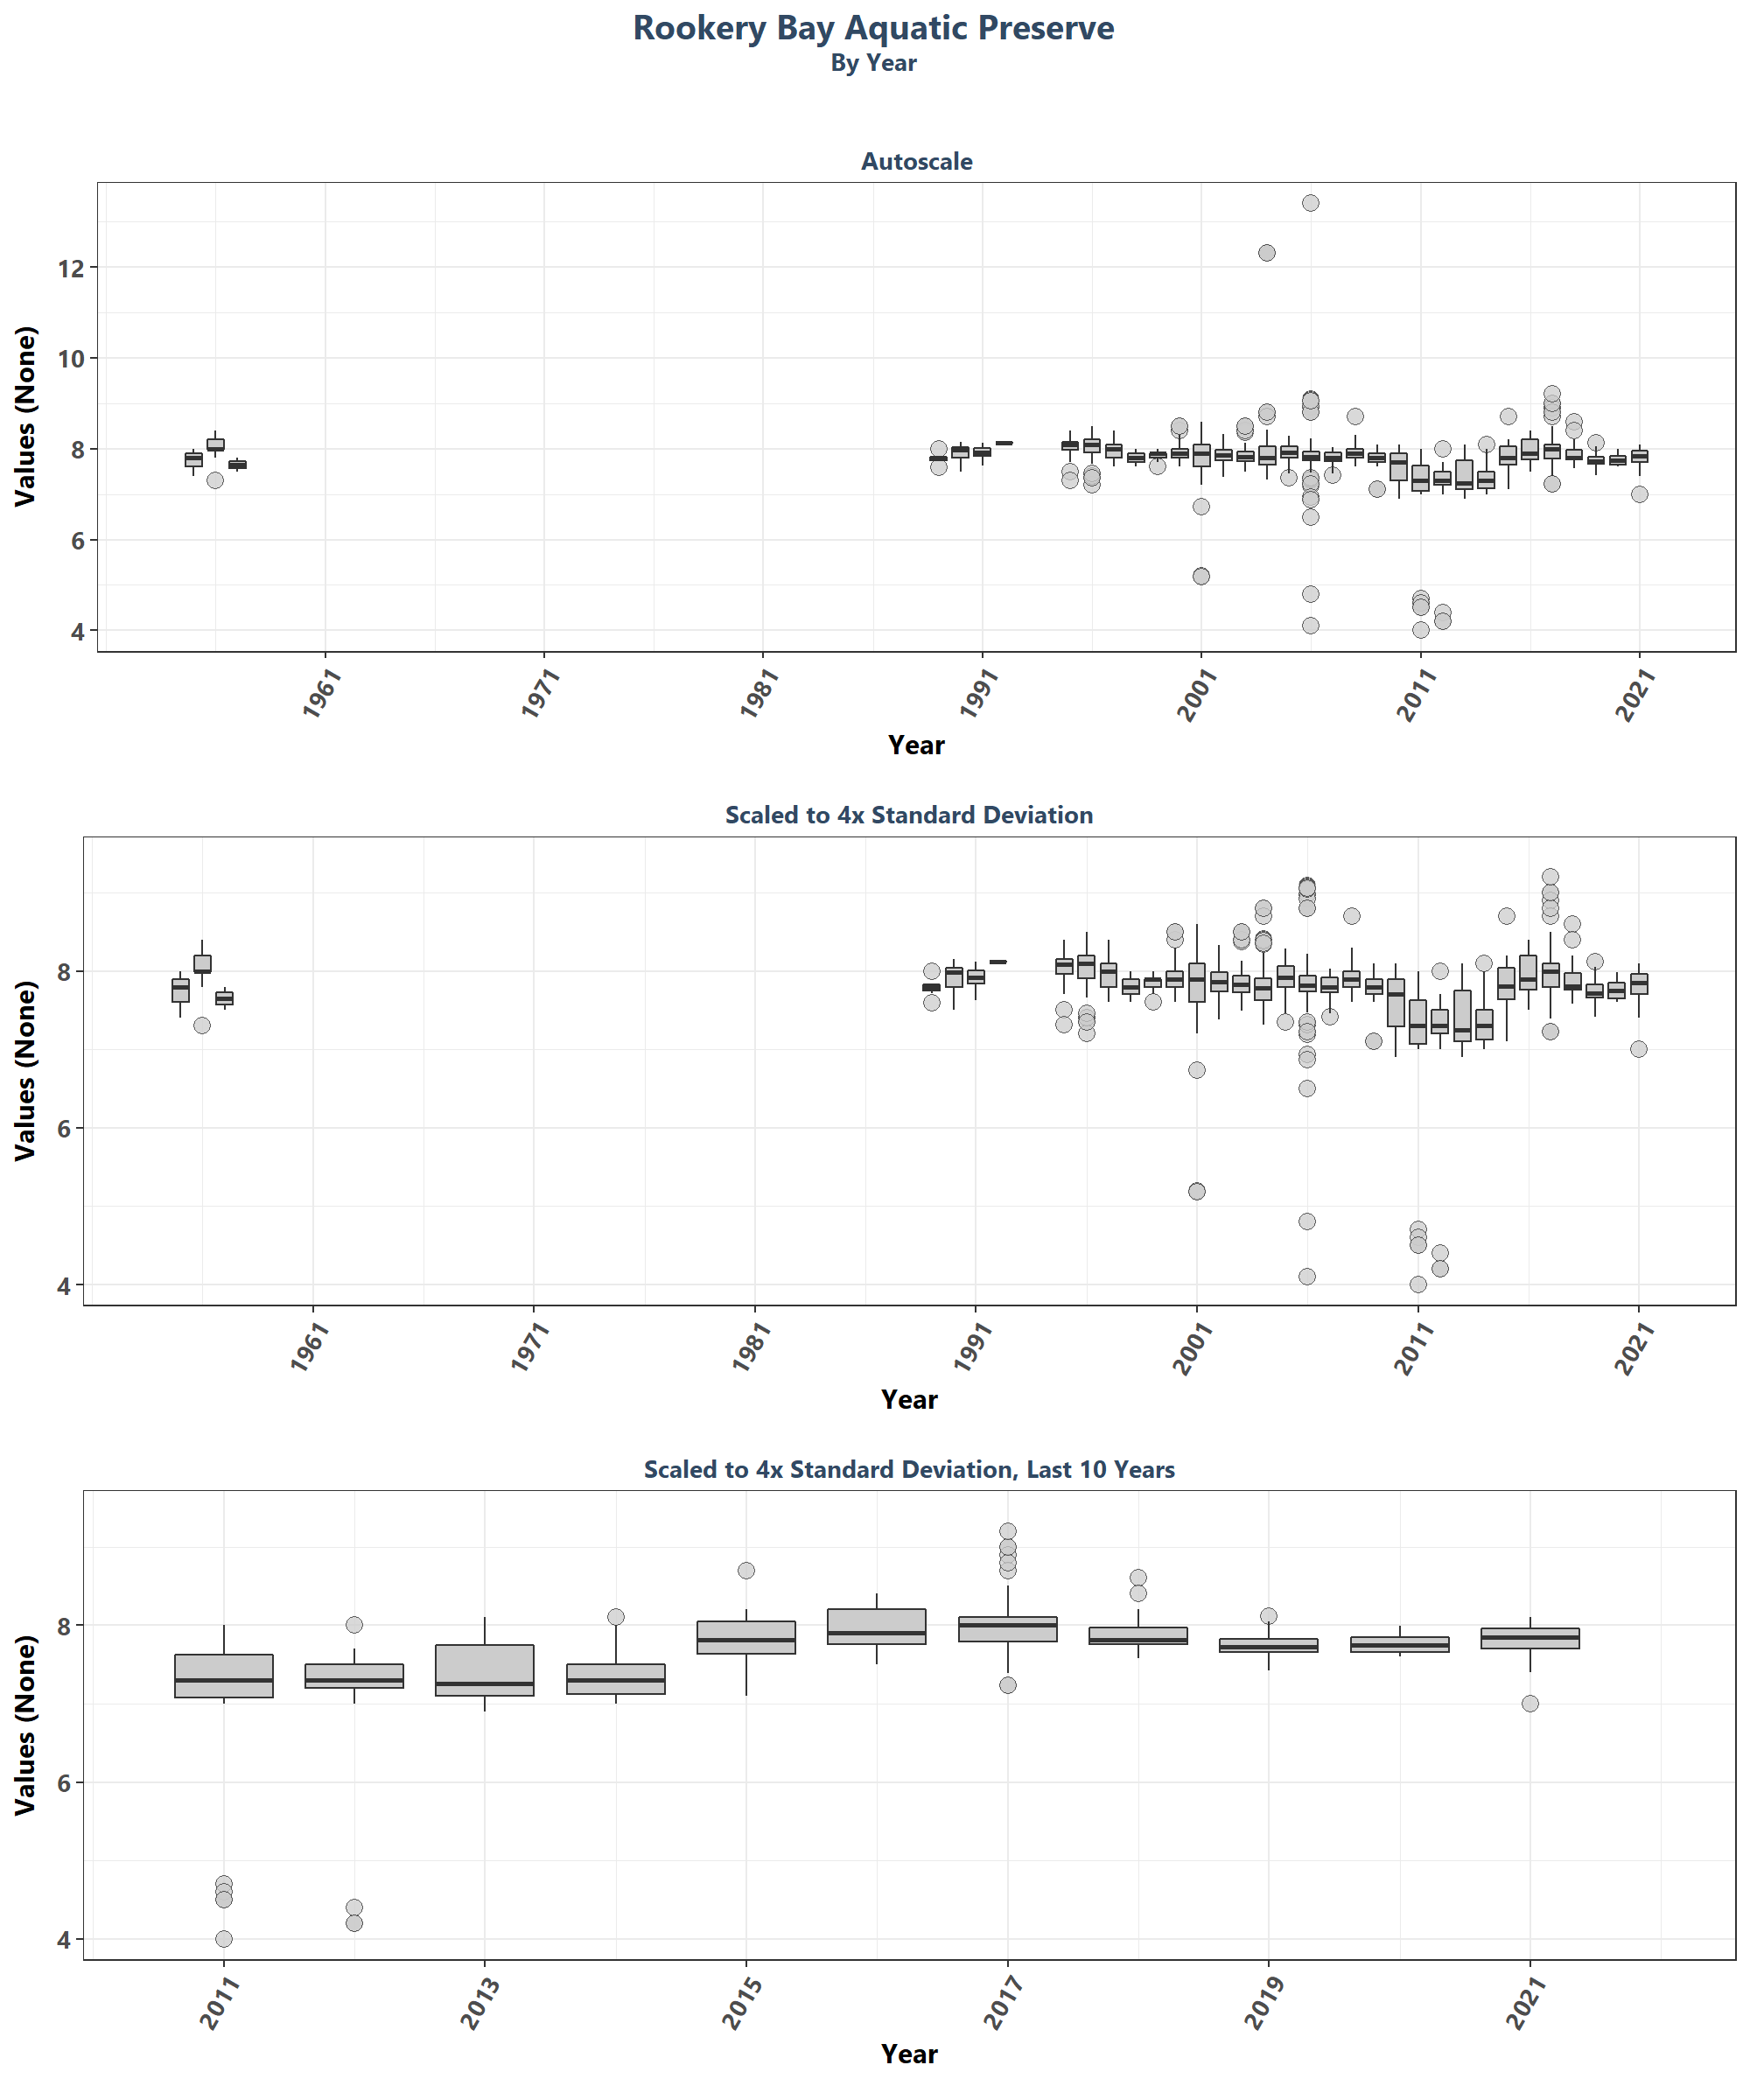 Rookery Bay Aquatic Preserve
By Year
Autoscale
Values (None)
12
10
8
6
4
1961 1971 1981 1991 2001 2011 2021
Year
Scaled to 4x Standard Deviation
Values (None)
8
6
4
1961 1971 1981 1991 2001 2011 2021
Year
Scaled to 4x Standard Deviation, Last 10 Years
Values (None)
8
6
4
2011 2013 2015 2017 2019 2021
Year